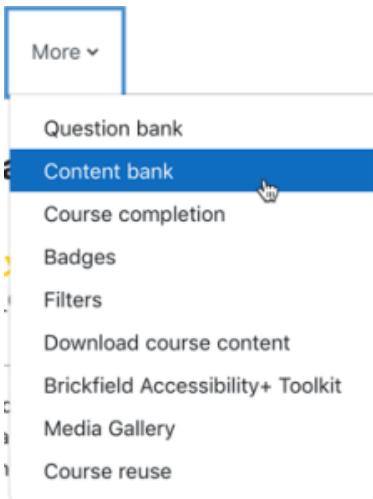 More
Question bank
Content bank
Course completion
Badges
Filters
Download course content
Brickfield Accessibility+ Toolkit
Media Gallery
Course reuse